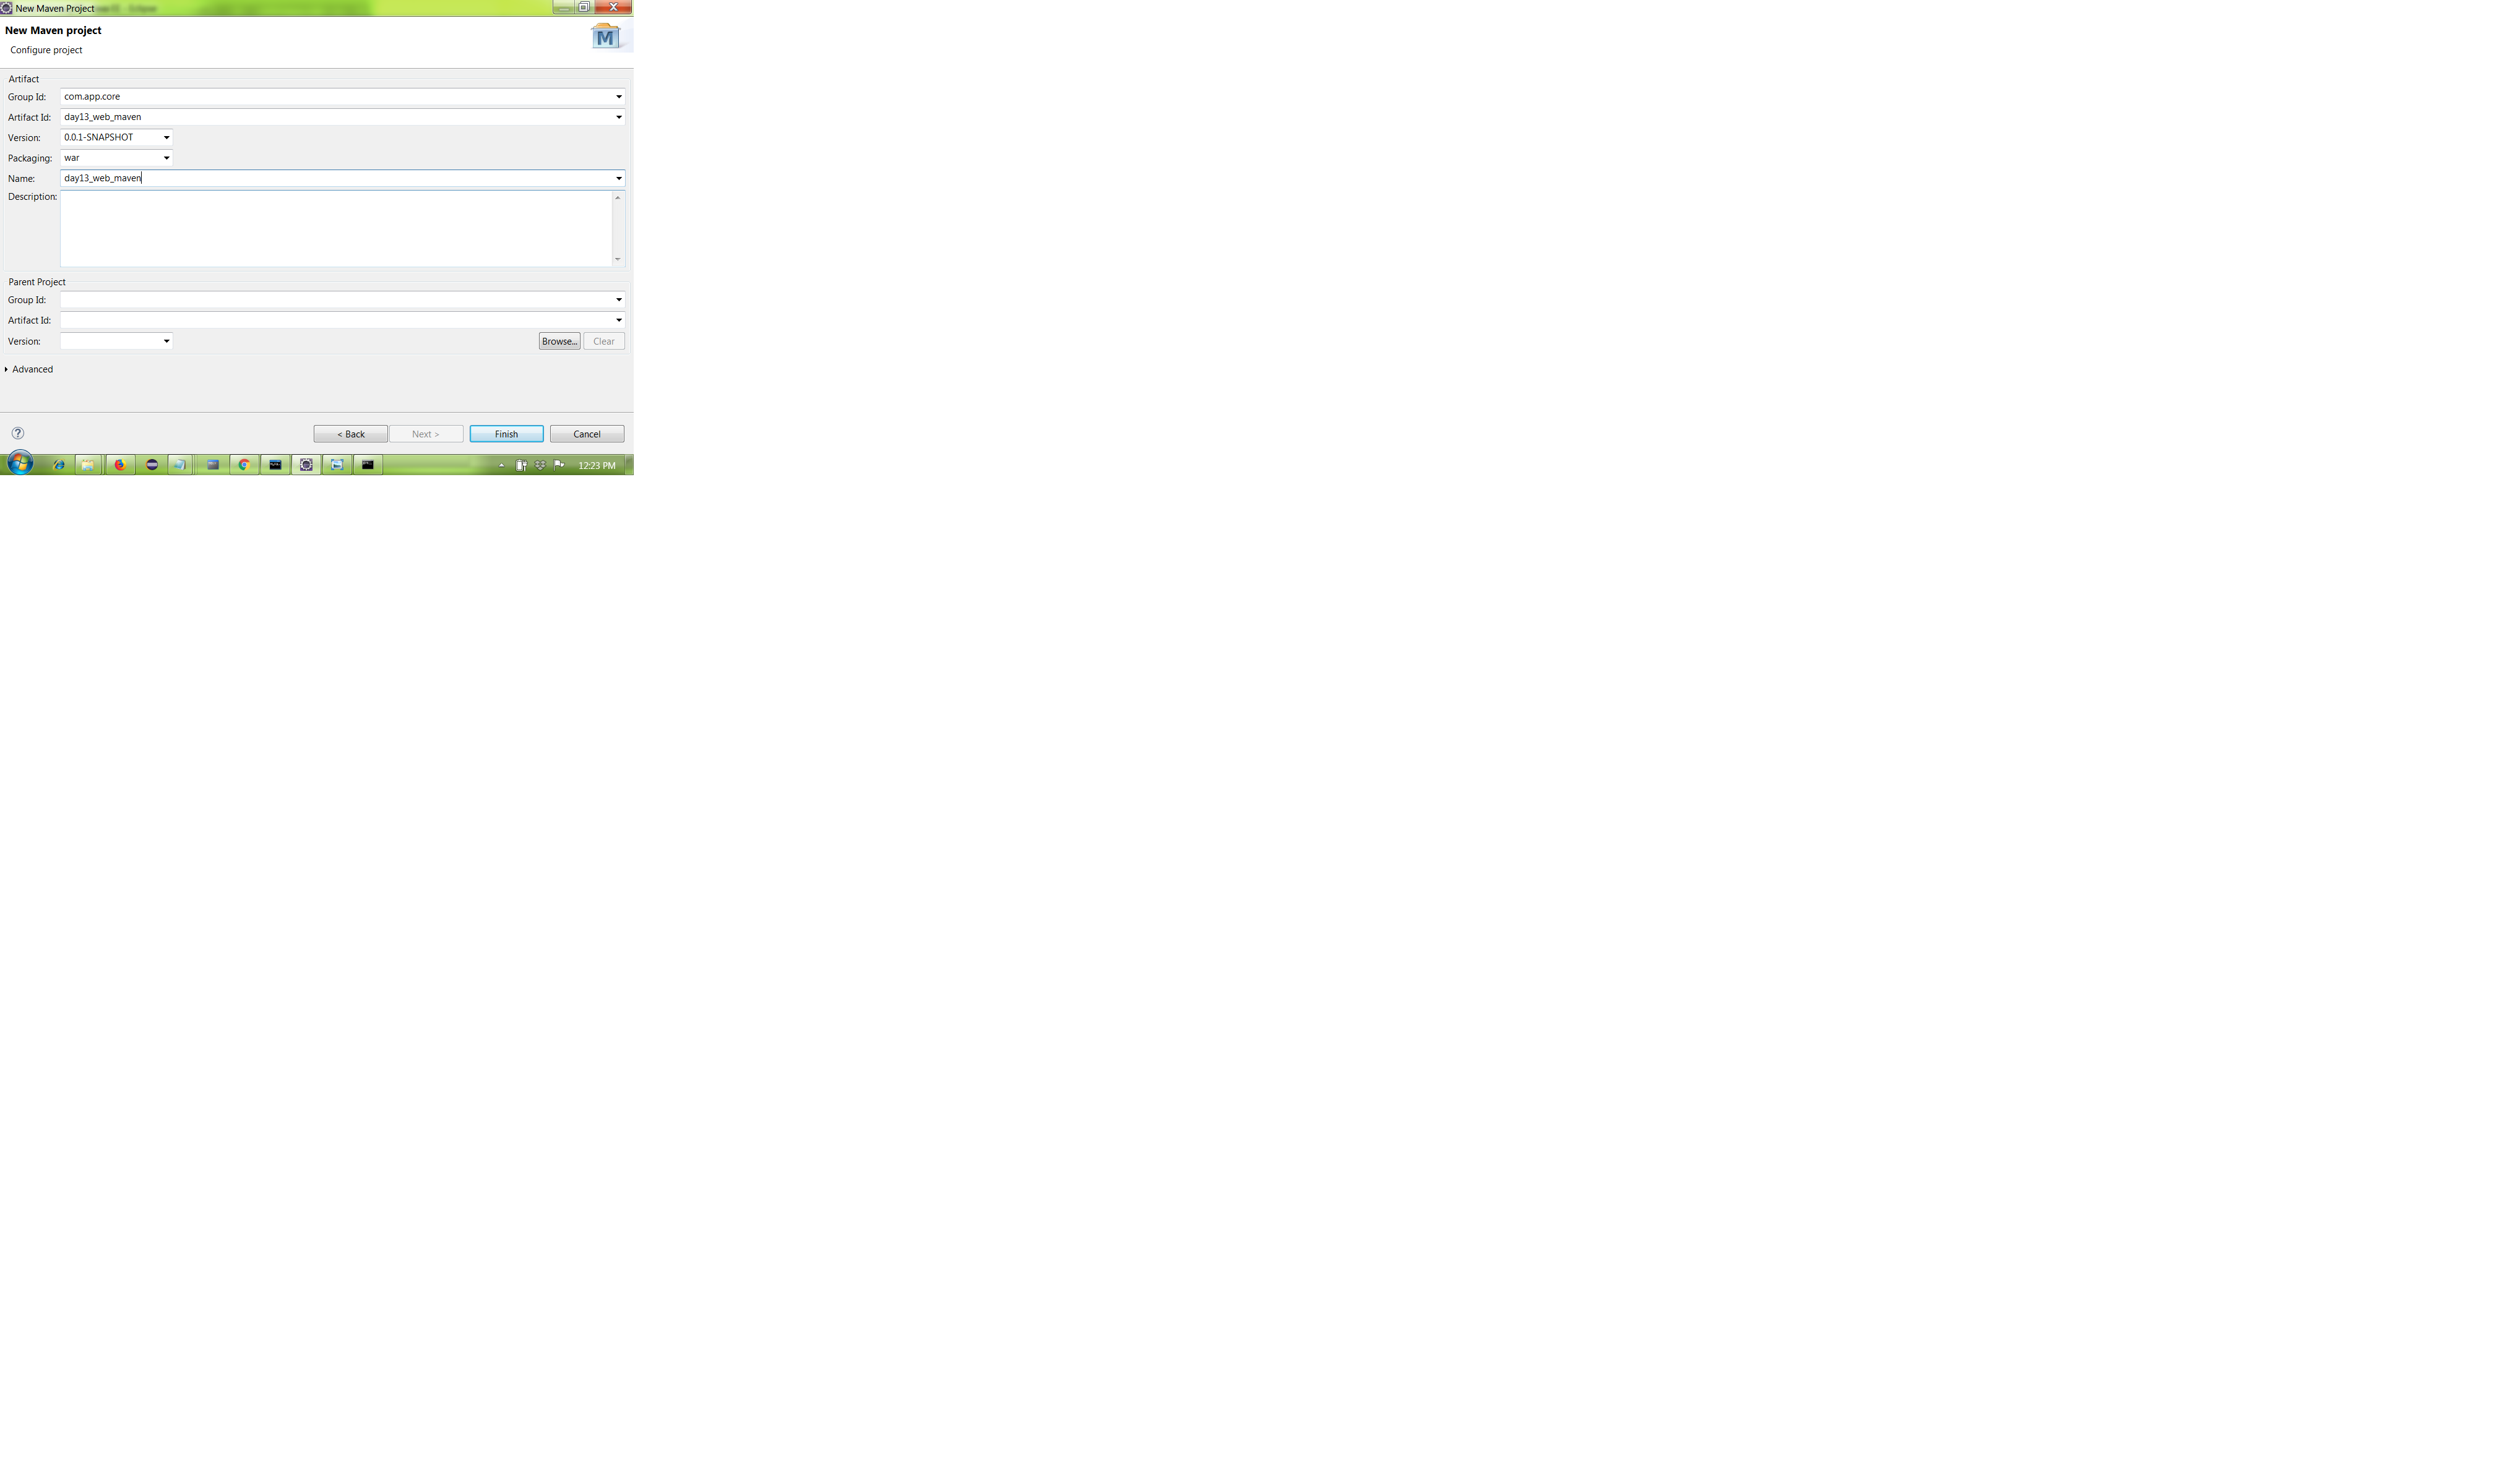 New Maven Project
New Maven project
Configure project
M
Artifact
Group Id: com.app.core
Artifact Id: day13_web_maven
Version: 0.0.1-SNAPSHOT
Packaging: war
Name: day13_web_maven
Description:
Parent Project
Group Id:
Artifact Id:
Version: Browse... Clear
Advanced
? < Back Next > Finish Cancel
12:23 PM